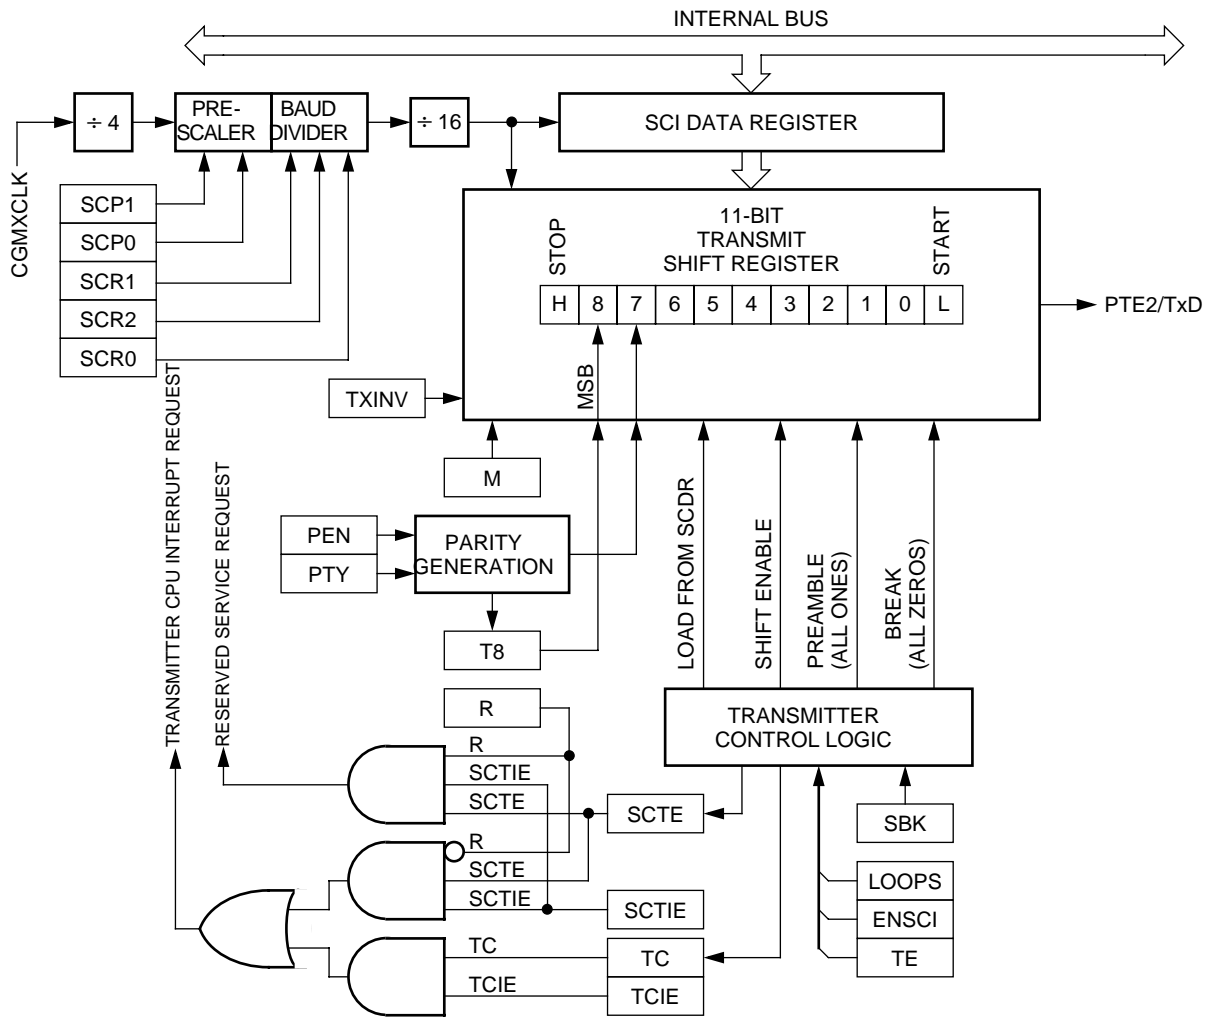 INTERNAL BUS
÷ 4
PRE-
SCALER
BAUD
DIVIDER
÷ 16
SCI DATA REGISTER
CGMXCLK
SCP1
SCP0
SCR1
SCR2
SCR0
11-BIT
TRANSMIT
SHIFT REGISTER
STOP
START
H 8 7 6 5 4 3 2 1 0 L
PTE2/TxD
MSB
TXINV
M
PEN
PTY
PARITY
GENERATION
T8
R
LOAD FROM SCDR
SHIFT ENABLE
PREAMBLE
(ALL ONES)
BREAK
(ALL ZEROS)
TRANSMITTER
CONTROL LOGIC
TRANSMITTER CPU INTERRUPT REQUEST
RESERVED SERVICE REQUEST
R
SCTIE
SCTE
SCTE
R
SCTE
SCTIE
SCTIE
TC
TC
TCIE
TCIE
SBK
LOOPS
ENSCI
TE